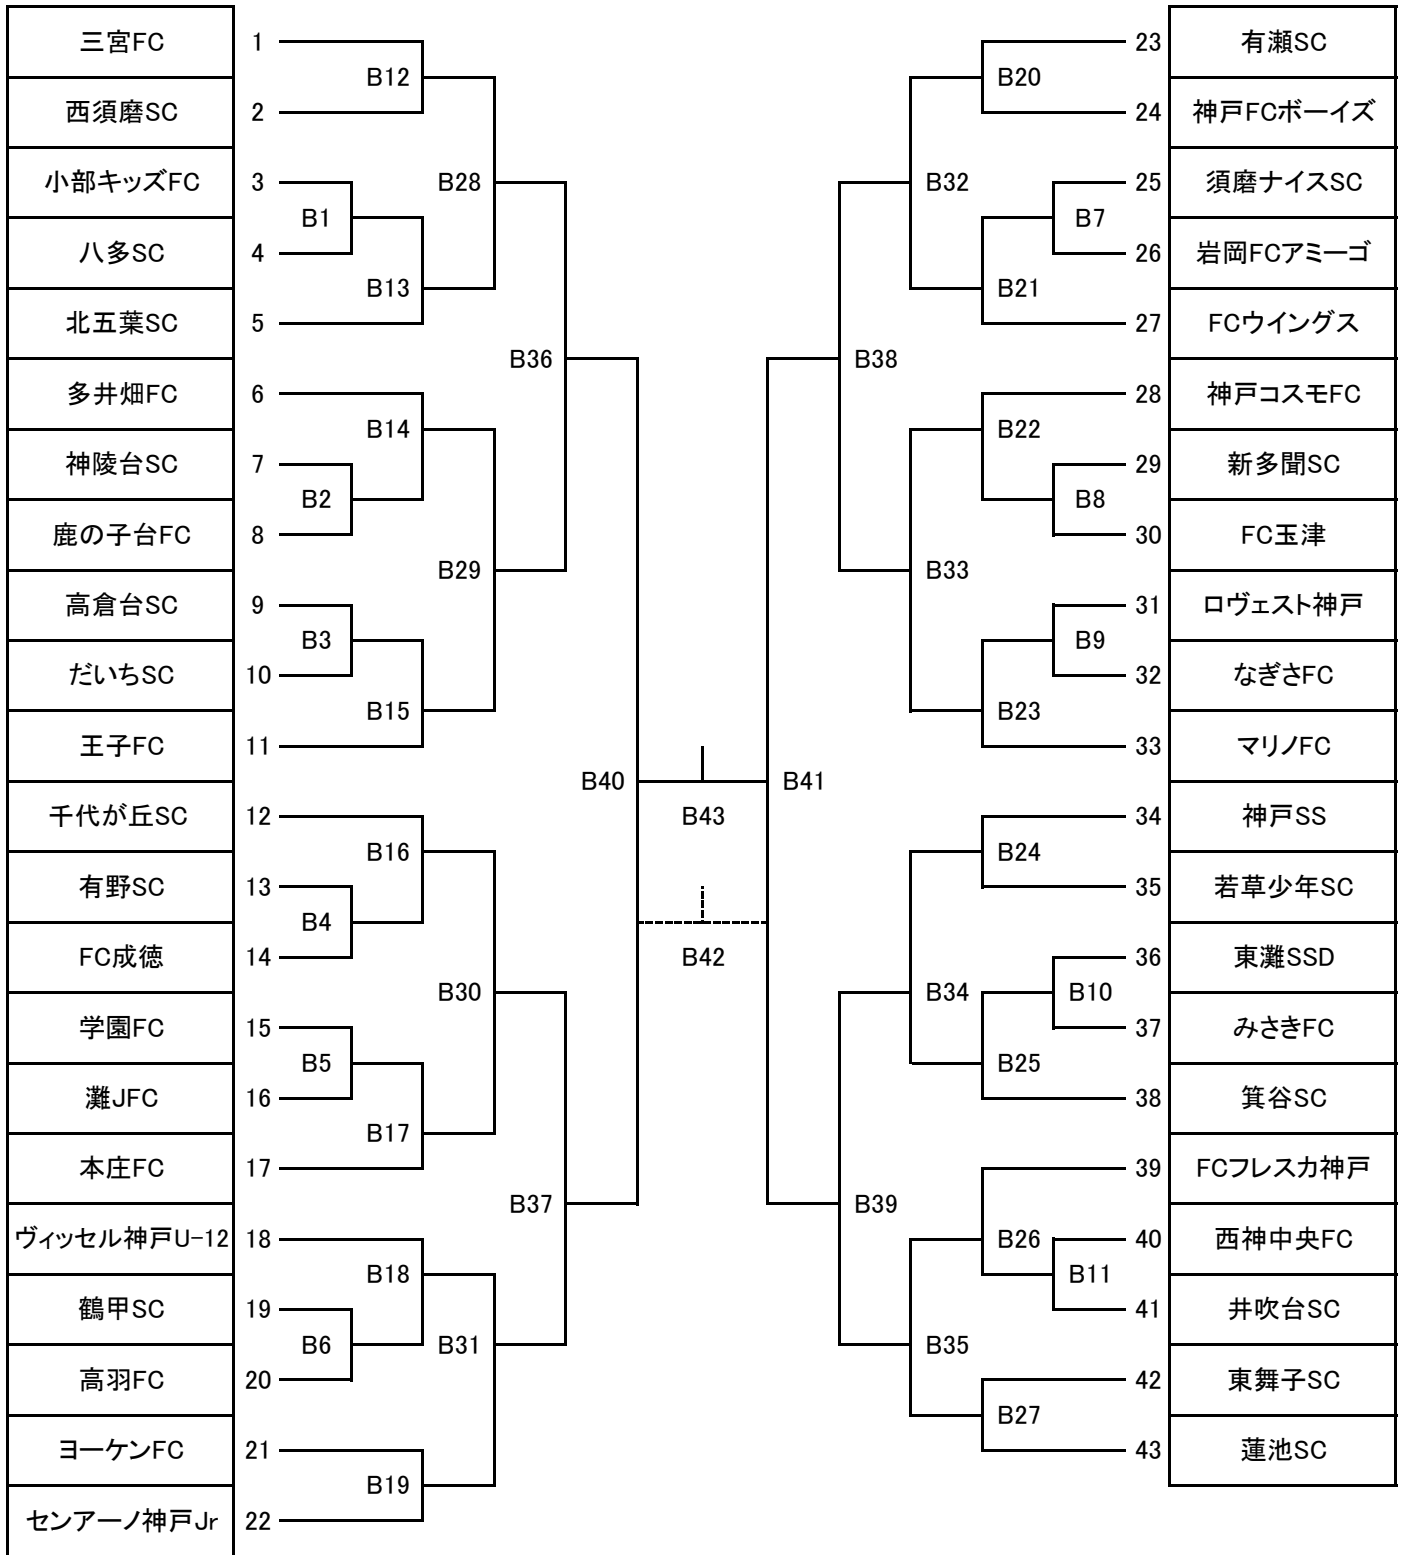 三宮FC 1
B12
西須磨SC 2
小部キッズFC 3
B28
B1
八多SC 4
B13
北五葉SC 5
B36
多井畑FC 6
B14
神陵台SC 7
B2
鹿の子台FC 8
B29
高倉台SC 9
B3
だいちSC 10
B15
王子FC 11
B40
千代が丘SC 12
B16
有野SC 13
B4
FC成徳 14
B30
学園FC 15
B5
灘JFC 16
B17
本庄FC 17
B37
ヴィッセル神戸U-12 18
B18
鶴甲SC 19
B6
B31
高羽FC 20
ヨーケンFC 21
B19
センアーノ神戸Jr 22
B43
B42
23 有瀬SC
B20
24 神戸FCボーイズ
B32
25 須磨ナイスSC
B7
26 岩岡FCアミーゴ
B21
27 FCウイングス
B38
28 神戸コスモFC
B22
29 新多聞SC
B8
30 FC玉津
B33
31 ロヴェスト神戸
B9
32 なぎさFC
B23
33 マリノFC
B41
34 神戸SS
B24
35 若草少年SC
36 東灘SSD
B34
B10
37 みさきFC
B25
38 箕谷SC
39 FCフレスカ神戸
B39
B26
40 西神中央FC
B11
41 井吹台SC
B35
42 東舞子SC
B27
43 蓮池SC